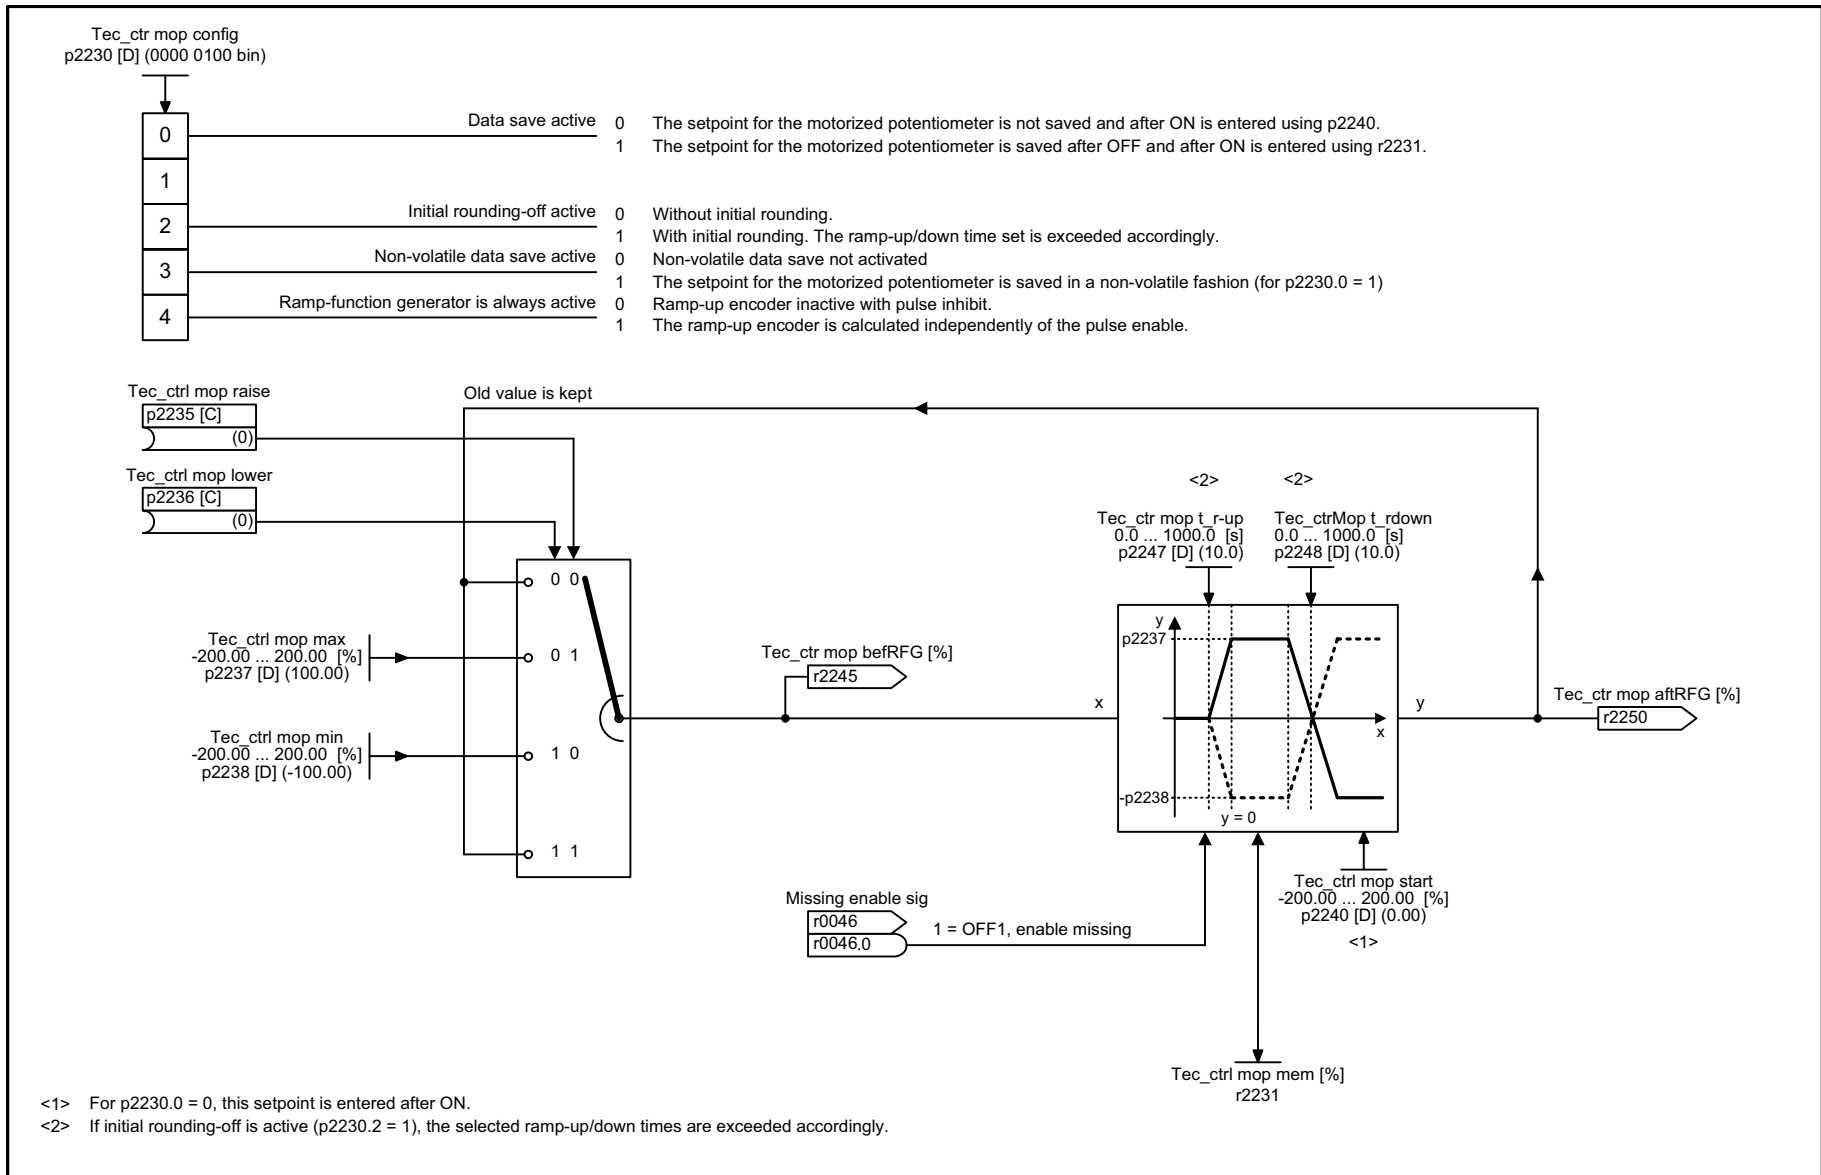 Tec_ctr mop config
p2230 [D] (0000 0100 bin)
0
1
2
3
4
Data save active 0 The setpoint for the motorized potentiometer is not saved and after ON is entered using p2240.
1 The setpoint for the motorized potentiometer is saved after OFF and after ON is entered using r2231.
Initial rounding-off active 0 Without initial rounding.
1 With initial rounding. The ramp-up/down time set is exceeded accordingly.
Non-volatile data save active 0 Non-volatile data save not activated
1 The setpoint for the motorized potentiometer is saved in a non-volatile fashion (for p2230.0 = 1)
Ramp-function generator is always active 0 Ramp-up encoder inactive with pulse inhibit.
1 The ramp-up encoder is calculated independently of the pulse enable.
Tec_ctrl mop raise
p2235 [C]
(0)
Old value is kept
Tec_ctrl mop lower
p2236 [C]
(0)
0 0
0 1
1 0
1 1
Tec_ctrl mop max
-200.00 ... 200.00 [%]
p2237 [D] (100.00)
Tec_ctrl mop min
-200.00 ... 200.00 [%]
p2238 [D] (-100.00)
Tec_ctr mop befRFG [%]
r2245
<2>
<2>
Tec_ctr mop t_r-up
0.0 ... 1000.0 [s]
p2247 [D] (10.0)
Tec_ctrMop t_rdown
0.0 ... 1000.0 [s]
p2248 [D] (10.0)
x
y
p2237
x
-p2238
y = 0
y
Tec_ctr mop aftRFG [%]
r2250
Missing enable sig
r0046
r0046.0
1 = OFF1, enable missing
Tec_ctrl mop start
-200.00 ... 200.00 [%]
p2240 [D] (0.00)
<1>
Tec_ctrl mop mem [%]
r2231
<1> For p2230.0 = 0, this setpoint is entered after ON.
<2> If initial rounding-off is active (p2230.2 = 1), the selected ramp-up/down times are exceeded accordingly.